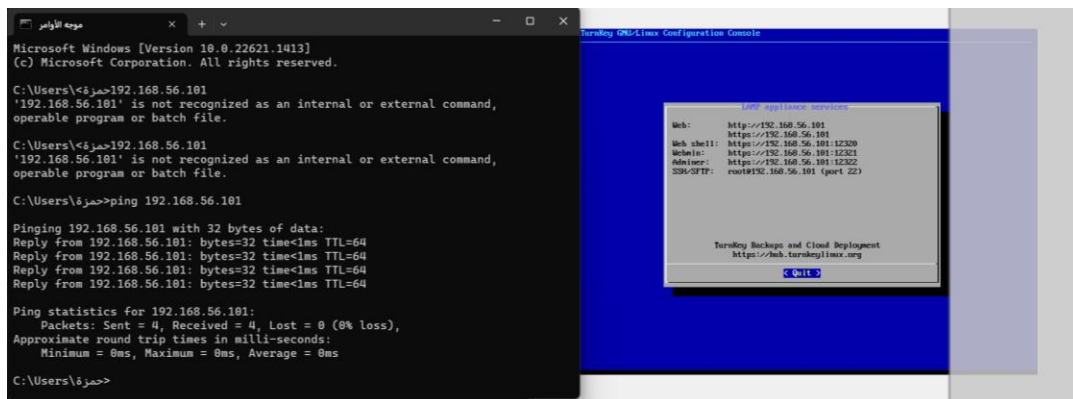 موجه الأوامر
Microsoft Windows [Version 10.0.22621.1413]
(c) Microsoft Corporation. All rights reserved.
C:\Users\حمزة>192.168.56.101
'192.168.56.101' is not recognized as an internal or external command,
operable program or batch file.
C:\Users\حمزة>192.168.56.101
'192.168.56.101' is not recognized as an internal or external command,
operable program or batch file.
C:\Users\حمزة>ping 192.168.56.101
Pinging 192.168.56.101 with 32 bytes of data:
Reply from 192.168.56.101: bytes=32 time<1ms TTL=64
Reply from 192.168.56.101: bytes=32 time<1ms TTL=64
Reply from 192.168.56.101: bytes=32 time<1ms TTL=64
Reply from 192.168.56.101: bytes=32 time<1ms TTL=64
Ping statistics for 192.168.56.101:
Packets: Sent = 4, Received = 4, Lost = 0 (0% loss),
Approximate round trip times in milli-seconds:
Minimum = 0ms, Maximum = 0ms, Average = 0ms
C:\Users\حمزة>
TurnKey GNU/Linux Configuration Console
LAMP appliance services
Web: http://192.168.56.101
https://192.168.56.101
Web shell: https://192.168.56.101:12320
Webmin: https://192.168.56.101:12321
Adminer: https://192.168.56.101:12322
SSH/SFTP: root@192.168.56.101 (port 22)
TurnKey Backups and Cloud Deployment
https://hub.turnkeylinux.org
< Quit >